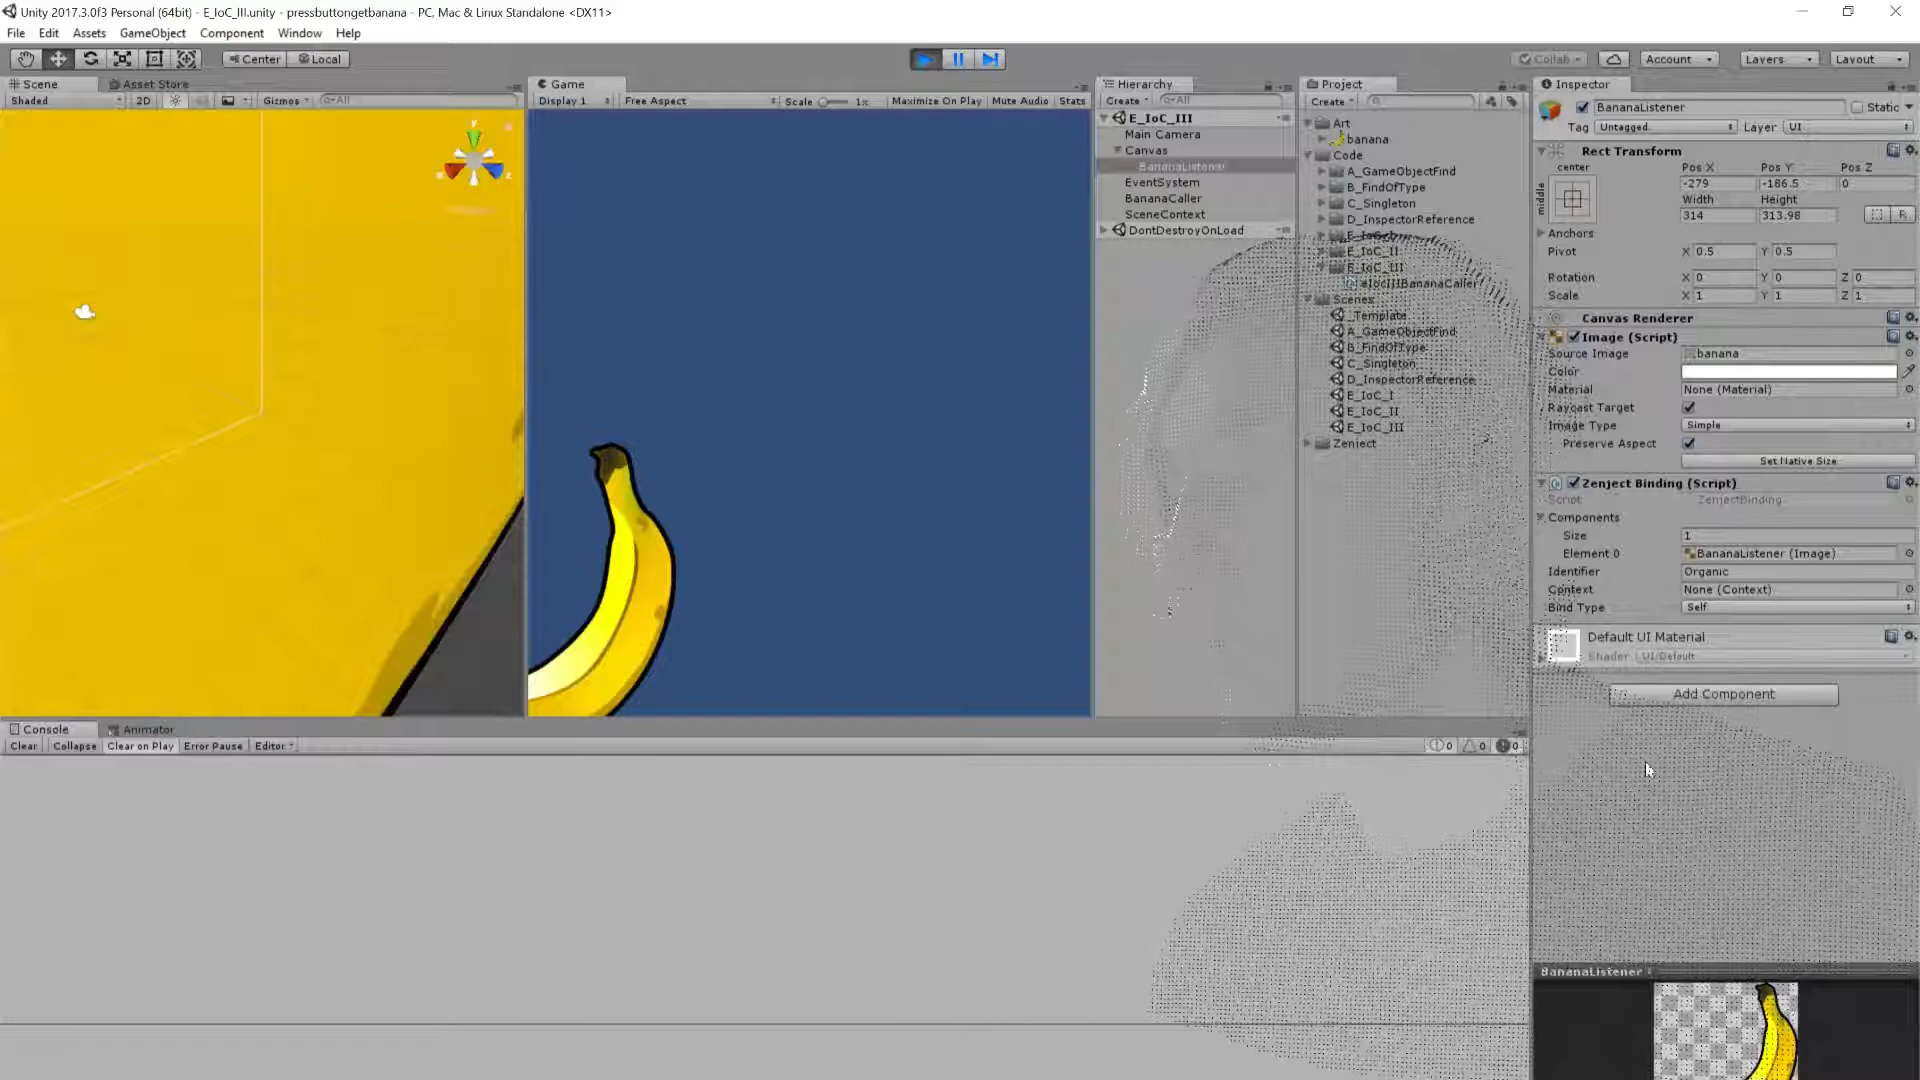 Unity 2017.3.0f3 Personal (64bit) - E_IoC_III.unity - pressbuttongetbanana - PC, Mac & Linux Standalone <DX11>
File Edit Assets GameObject Component Window Help
Center Local
Collab Account Layers Layout
Scene Asset Store
Shaded 2D Gizmos All
Game
Display 1 Free Aspect Scale 1x Maximize On Play Mute Audio Stats
Hierarchy
Create All
E_IoC_III
Main Camera
Canvas
BananaListener
EventSystem
BananaCaller
SceneContext
DontDestroyOnLoad
Project
Create
Art
banana
Code
A_GameObjectFind
B_FindOfType
C_Singleton
D_InspectorReference
E_IoC_II
E_IoC_III
eIocIIIBananaCaller
Scenes
_Template
A_GameObjectFind
B_FindOfType
C_Singleton
D_InspectorReference
E_IoC_I
E_IoC_II
E_IoC_III
Zenject
Inspector
BananaListener Static
Tag Untagged Layer UI
Rect Transform
center
middle
Pos X Pos Y Pos Z
-279 -186.5 0
Width Height
314 313.98
R
Anchors
Pivot X 0.5 Y 0.5
Rotation X 0 Y 0 Z 0
Scale X 1 Y 1 Z 1
Canvas Renderer
Image (Script)
Source Image banana
Color
Material None (Material)
Raycast Target
Image Type Simple
Preserve Aspect
Set Native Size
Zenject Binding (Script)
Script ZenjectBinding
Components
Size 1
Element 0 BananaListener (Image)
Identifier Organic
Context None (Context)
Bind Type Self
Default UI Material
Shader UI/Default
Add Component
BananaListener
Console Animator
Clear Collapse Clear on Play Error Pause Editor
0 0 0